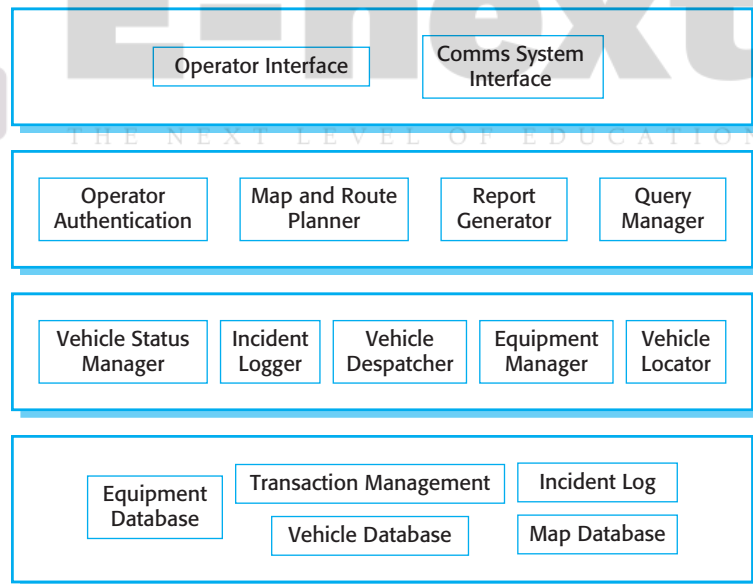 E-next
THE NEXT LEVEL OF EDUCATION
Operator Interface
Comms System
Interface
Operator
Authentication
Map and Route
Planner
Report
Generator
Query
Manager
Vehicle Status
Manager
Incident
Logger
Vehicle
Despatcher
Equipment
Manager
Vehicle
Locator
Equipment
Database
Transaction Management
Incident Log
Vehicle Database
Map Database